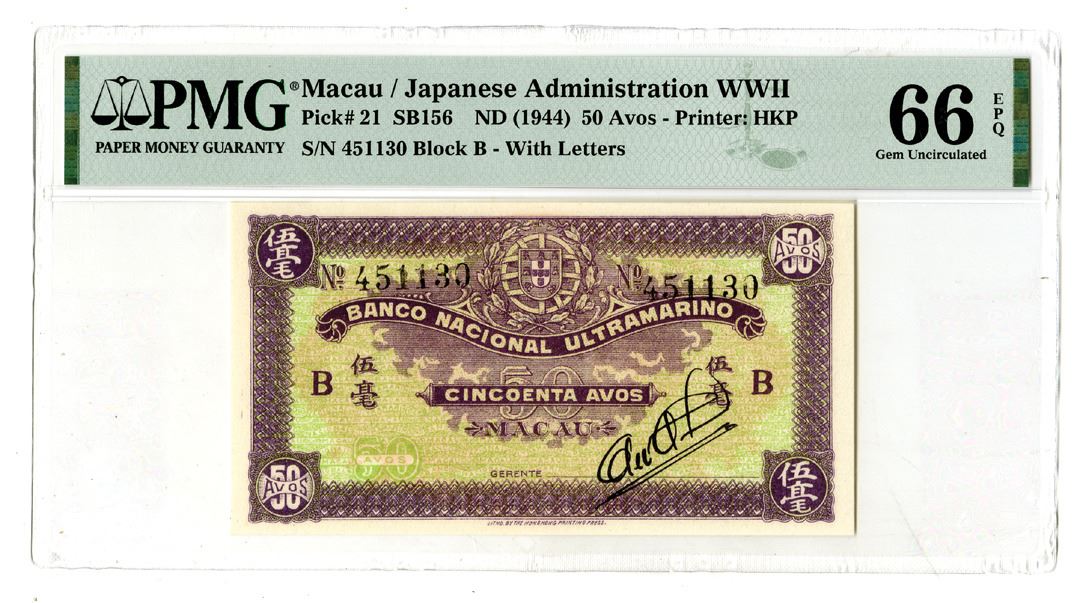 PMG®
PAPER MONEY GUARANTY
Macau / Japanese Administration WWII
Pick# 21 SB156 ND (1944) 50 Avos - Printer: HKP
S/N 451130 Block B - With Letters
66
EPQ
Gem Uncirculated
伍毫
50 AVOS
Nº 451130
Nº 451130
BANCO NACIONAL ULTRAMARINO
B
伍毫
50
CINCOENTA AVOS
伍毫
B
MACAU
50
AVOS
GERENTE
50 AVOS
伍毫
LITHO. BY THE HONGKONG PRINTING PRESS.